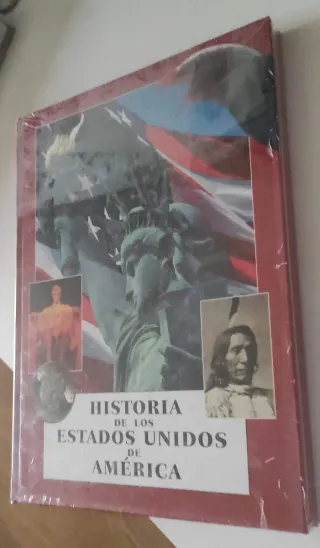 HISTORIA
DE LOS
ESTADOS UNIDOS
DE
AMÉRICA